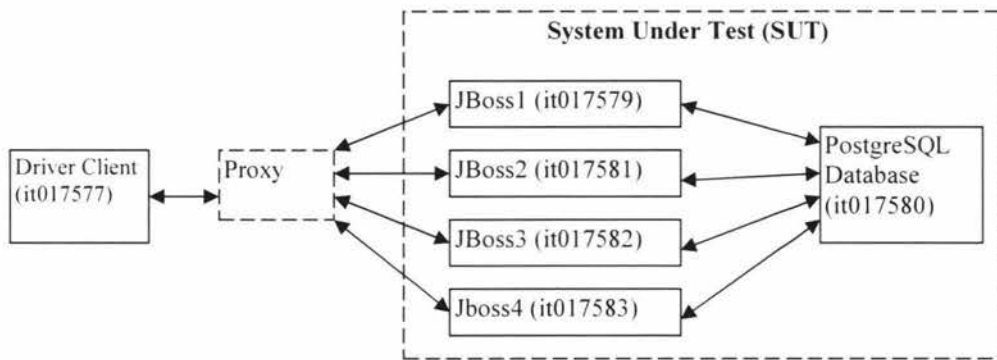 System Under Test (SUT)
JBoss1 (it017579)
JBoss2 (it017581)
JBoss3 (it017582)
Jboss4 (it017583)
Driver Client
(it017577)
Proxy
PostgreSQL
Database
(it017580)